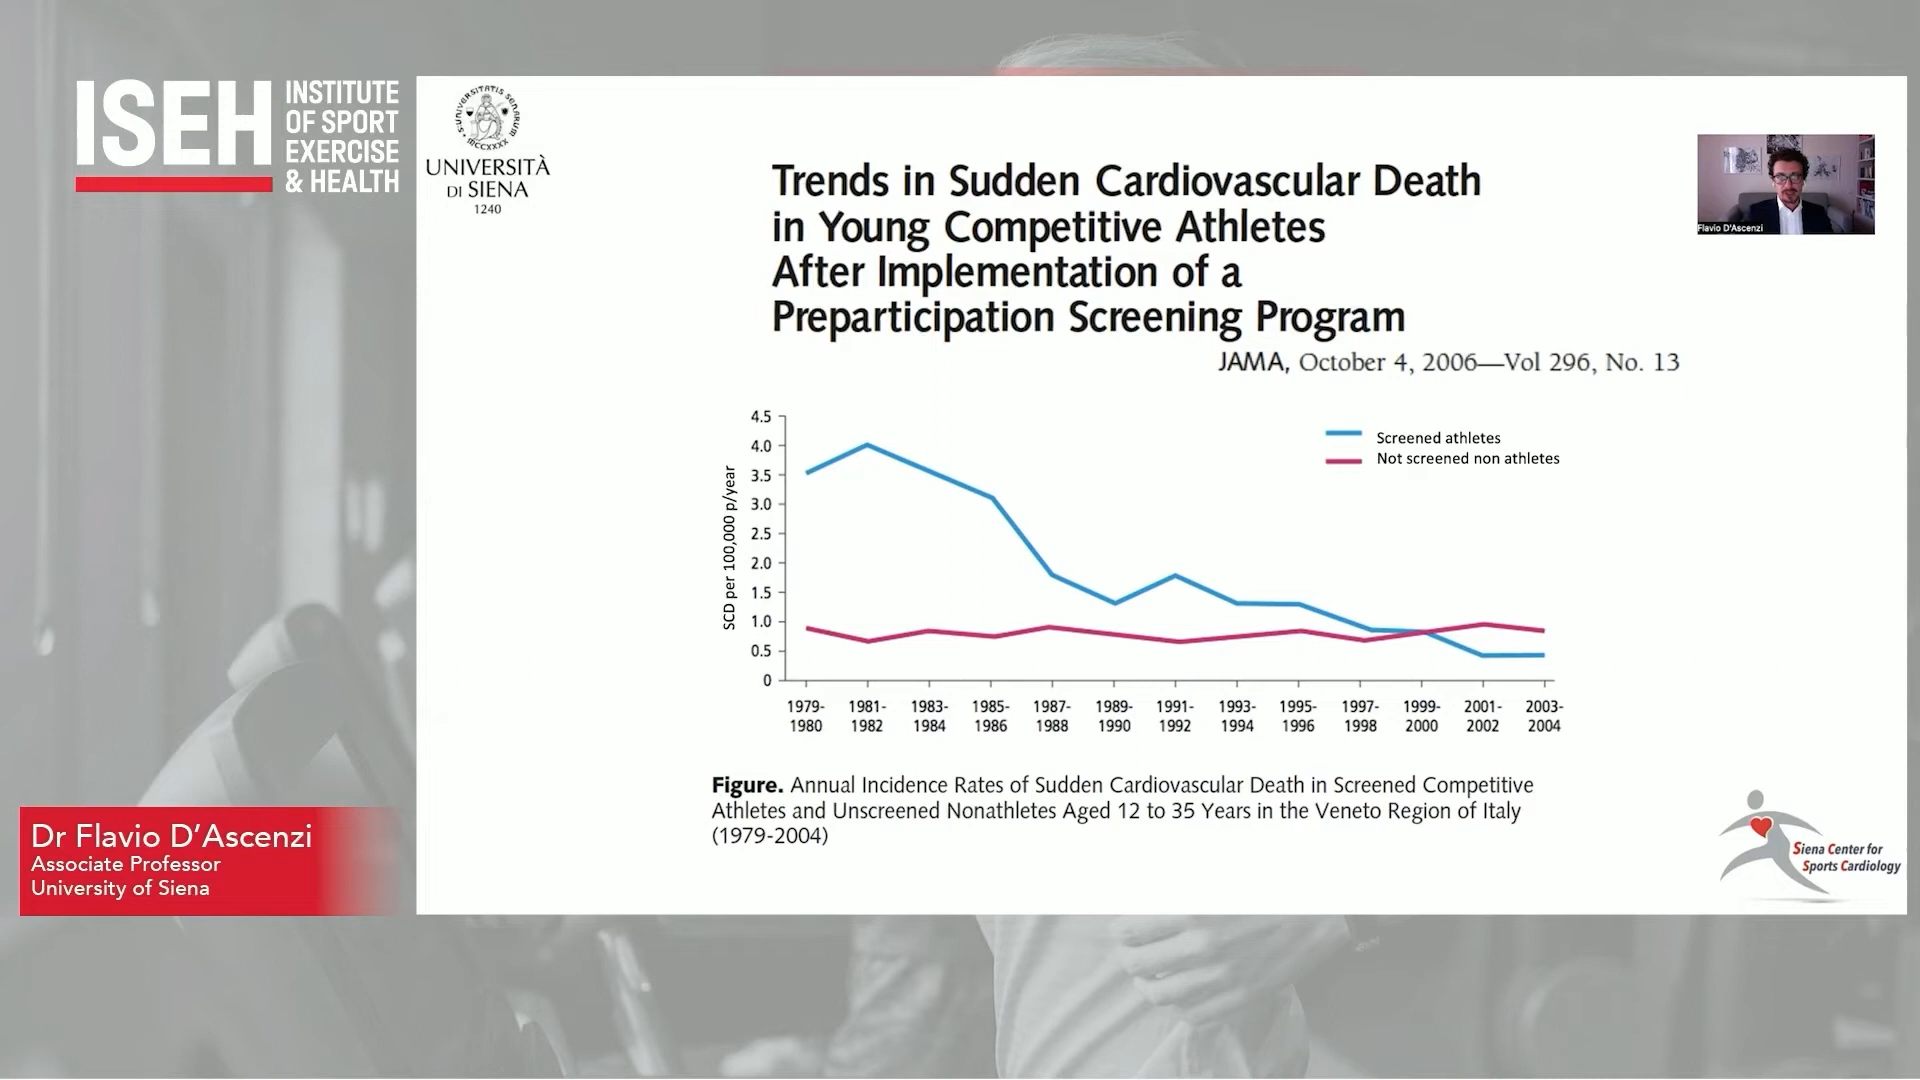 ISEH
INSTITUTE
OF SPORT
EXERCISE
& HEALTH
UNIVERSITÀ
DI SIENA
1240
Trends in Sudden Cardiovascular Death
in Young Competitive Athletes
After Implementation of a
Preparticipation Screening Program
JAMA, October 4, 2006—Vol 296, No. 13
Flavio D'Ascenzi
SCD per 100,000 p/year
4.5
4.0
3.5
3.0
2.5
2.0
1.5
1.0
0.5
0
Screened athletes
Not screened non athletes
1979- 1981- 1983- 1985- 1987- 1989- 1991- 1993- 1995- 1997- 1999- 2001- 2003-
1980 1982 1984 1986 1988 1990 1992 1994 1996 1998 2000 2002 2004
Figure. Annual Incidence Rates of Sudden Cardiovascular Death in Screened Competitive
Athletes and Unscreened Nonathletes Aged 12 to 35 Years in the Veneto Region of Italy
(1979-2004)
Siena Center for
Sports Cardiology
Dr Flavio D'Ascenzi
Associate Professor
University of Siena